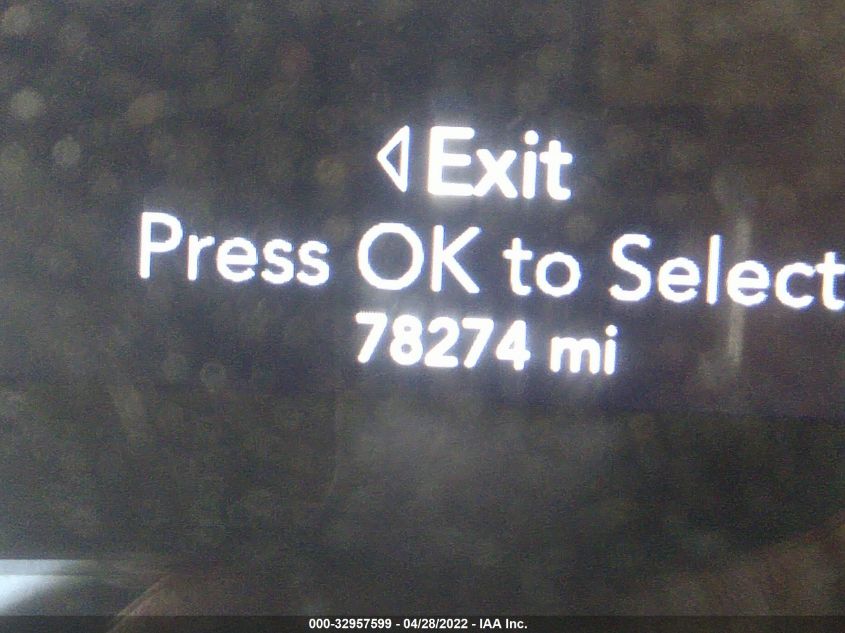 ◁Exit
Press OK to Select
78274 mi
000-32957599 - 04/28/2022 - IAA Inc.